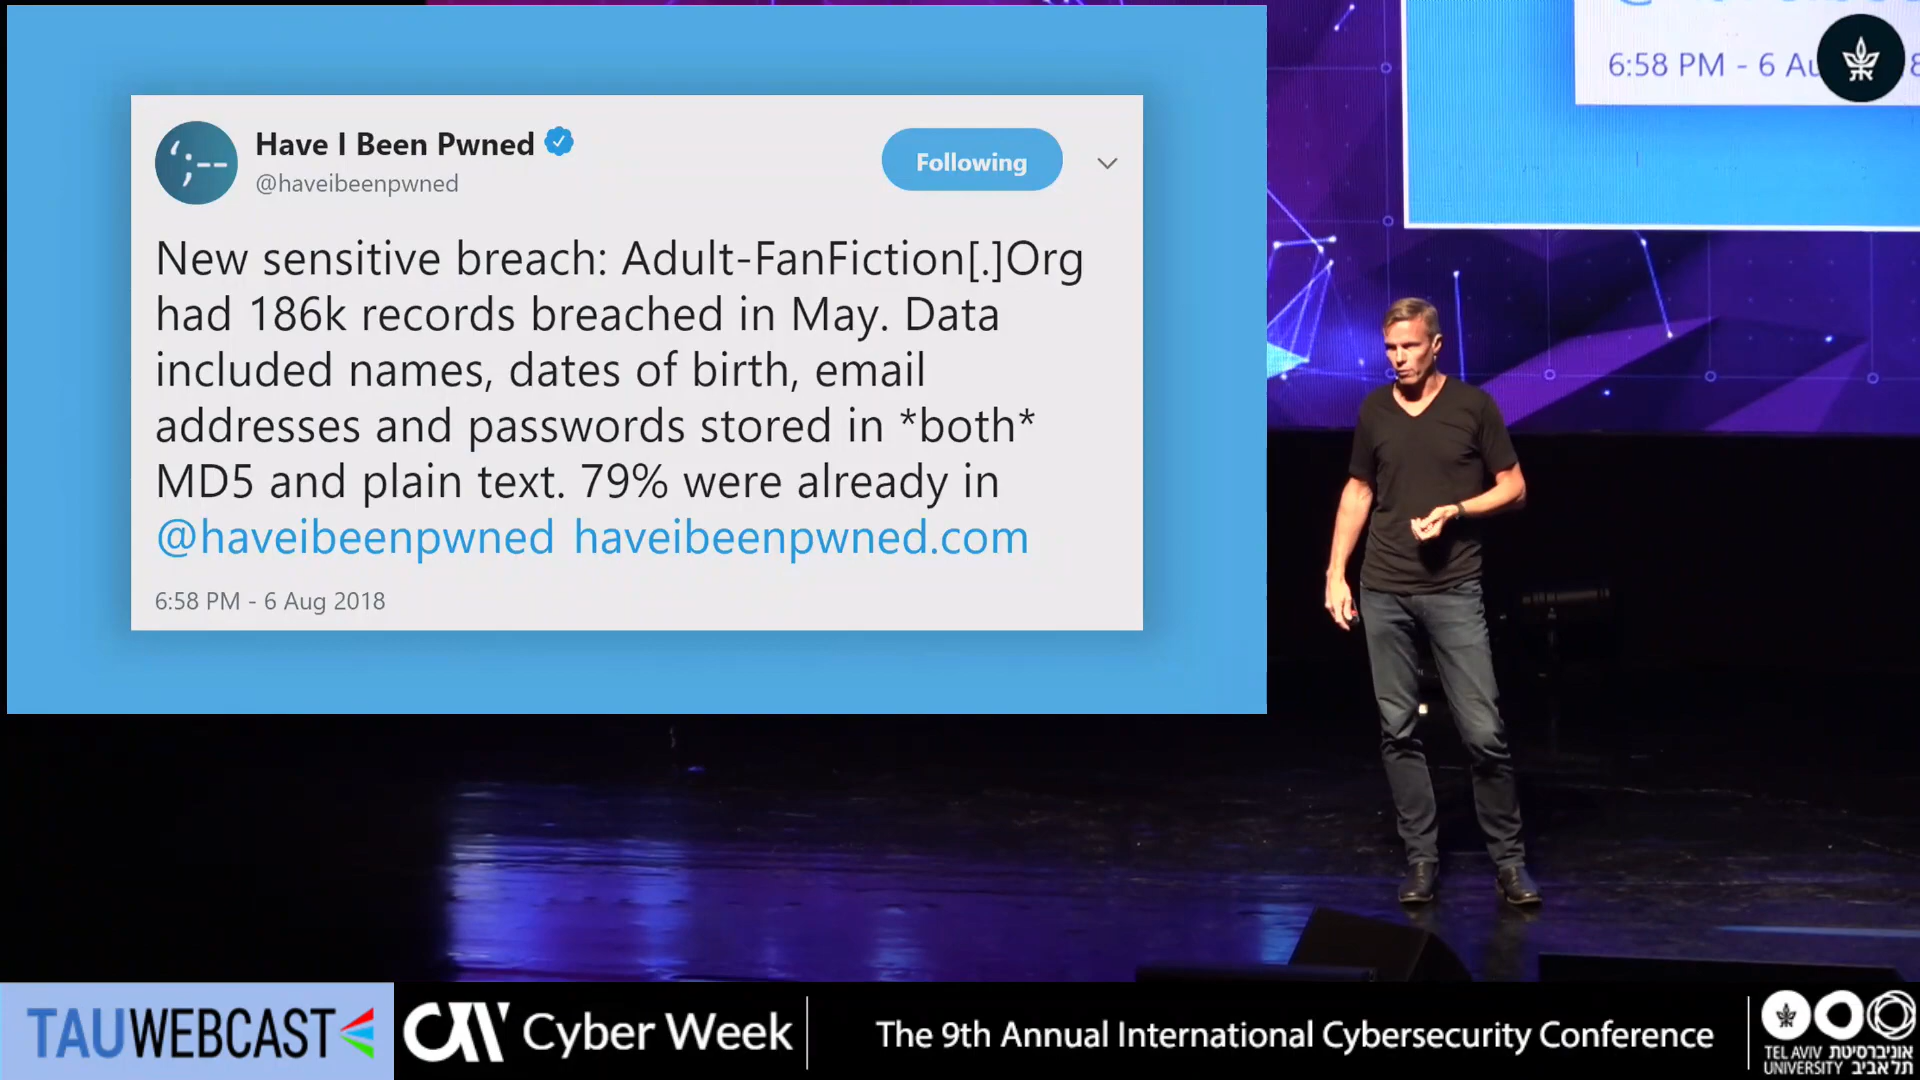 Have I Been Pwned
@haveibeenpwned
Following
New sensitive breach: Adult-FanFiction[.]Org
had 186k records breached in May. Data
included names, dates of birth, email
addresses and passwords stored in *both*
MD5 and plain text. 79% were already in
@haveibeenpwned haveibeenpwned.com
6:58 PM - 6 Aug 2018
6:58 PM - 6 Au
TAUWEBCAST
Cyber Week
The 9th Annual International Cybersecurity Conference
TEL AVIV אוניברסיטת
UNIVERSITY תל אביב